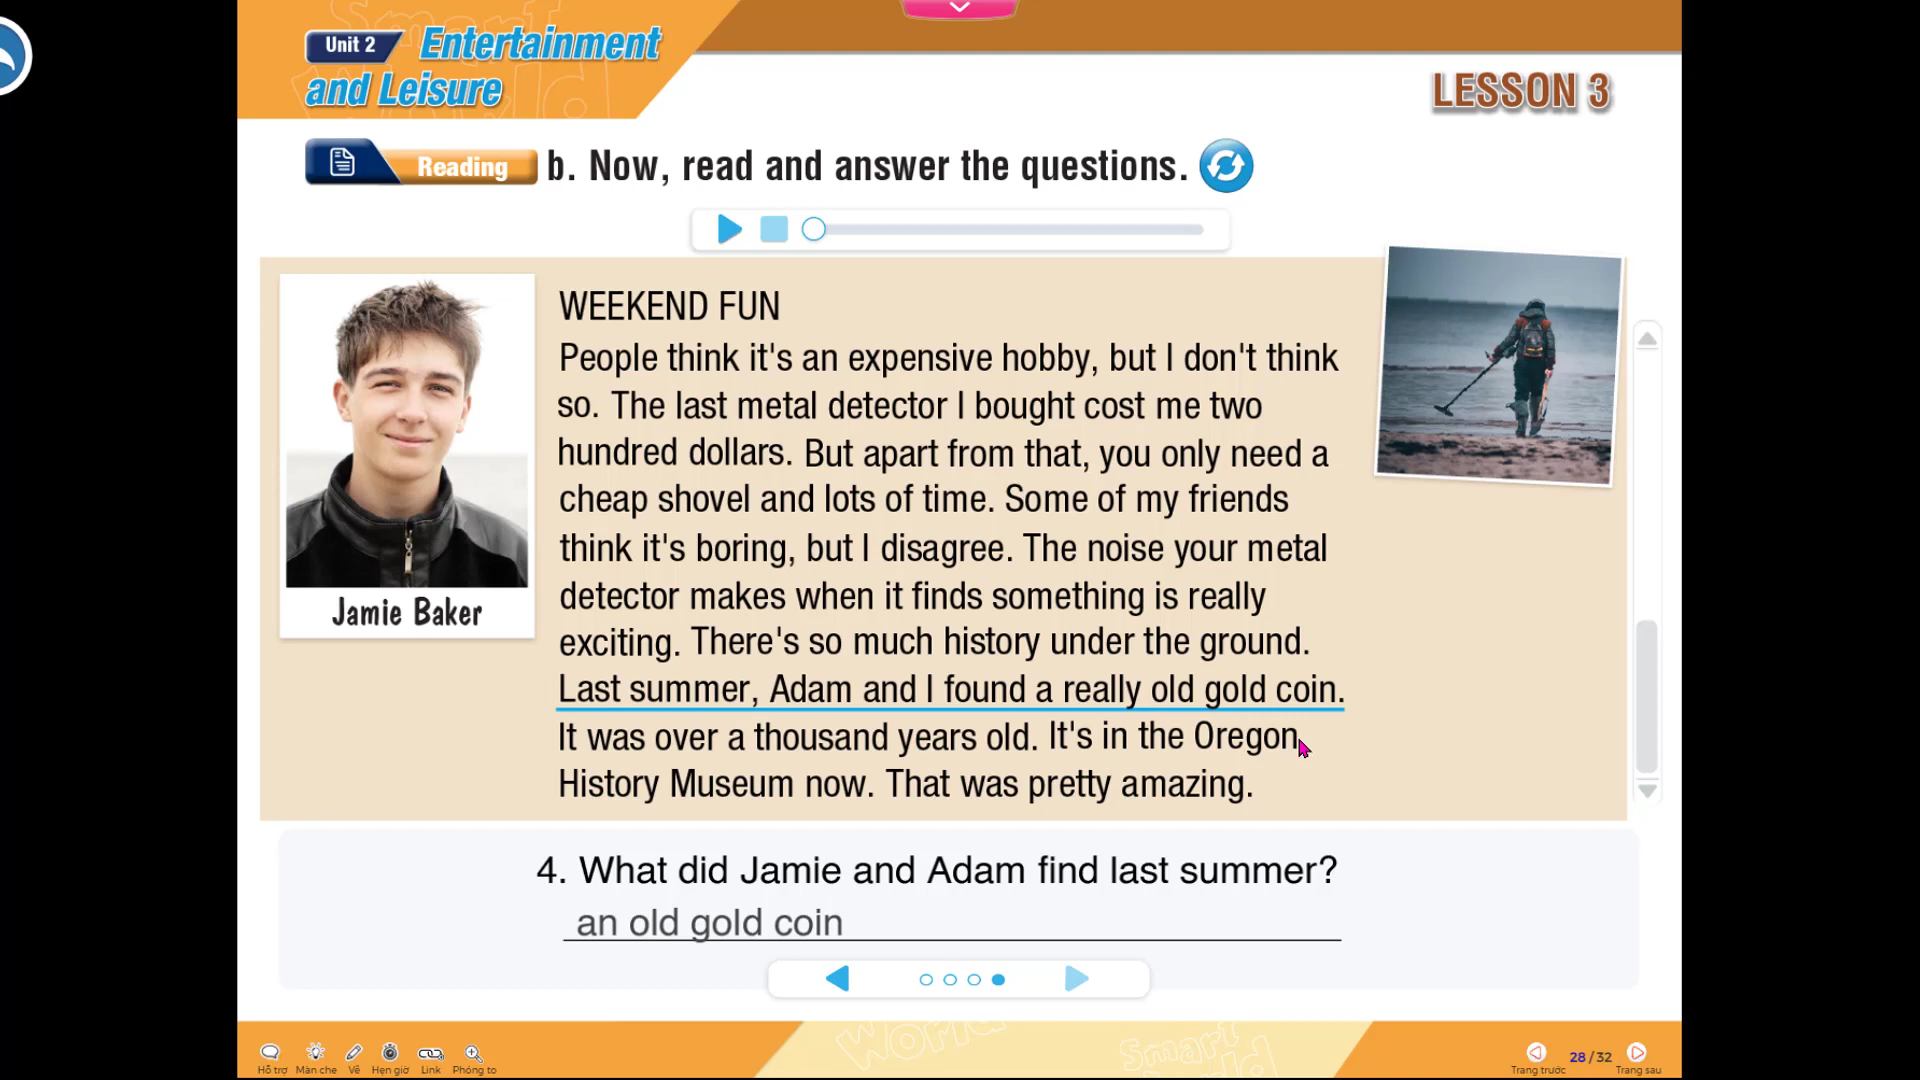 Unit 2 Entertainment
and Leisure
LESSON 3
Reading b. Now, read and answer the questions.
WEEKEND FUN
People think it's an expensive hobby, but I don't think
so. The last metal detector I bought cost me two
hundred dollars. But apart from that, you only need a
cheap shovel and lots of time. Some of my friends
think it's boring, but I disagree. The noise your metal
detector makes when it finds something is really
exciting. There's so much history under the ground.
Last summer, Adam and I found a really old gold coin.
It was over a thousand years old. It's in the Oregon
History Museum now. That was pretty amazing.
Jamie Baker
4. What did Jamie and Adam find last summer?
an old gold coin
Hỗ trợ Màn che Vẽ Hẹn giờ Link Phóng to
Trang trước 28 / 32 Trang sau